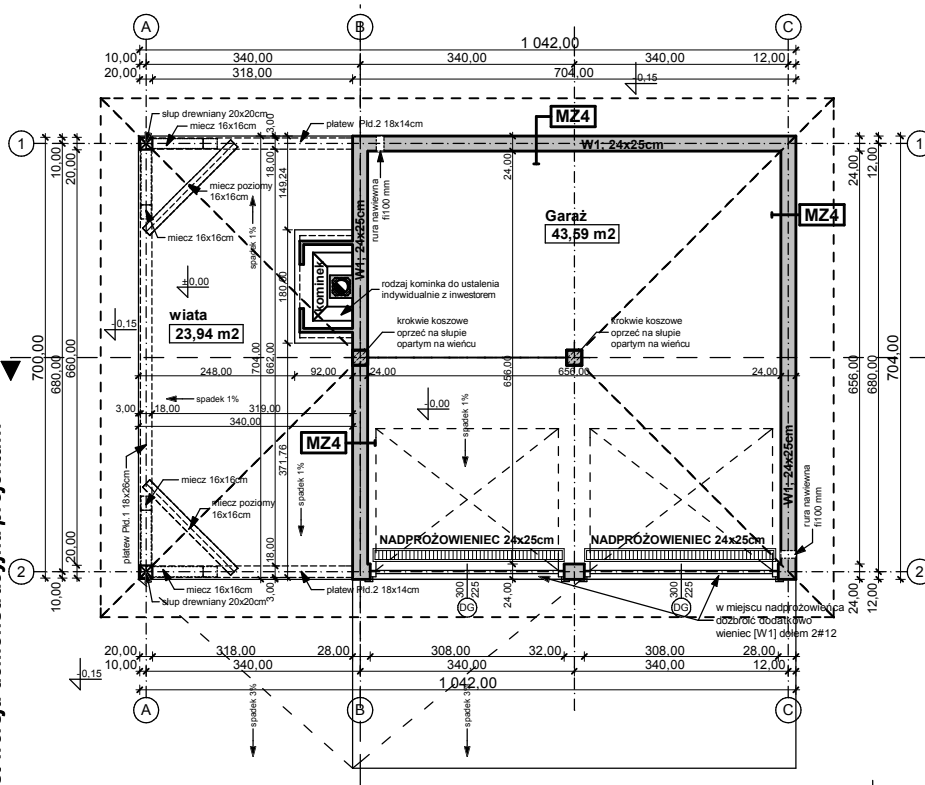 A
B
C
1 042,00
10,00
340,00
340,00
340,00
12,00
20,00
318,00
704,00
-0,15
słup drewniany 20x20cm
miecz 16x16cm
płatew Płd.2 18x14cm
MZ4
W1; 24x25cm
1
1
10,00
20,00
3,00
18,00
24,00
24,00
12,00
149,24
miecz poziomy
16x16cm
rura nawiewna
fi100 mm
W1; 24x25cm
Garaż
43,59 m2
MZ4
miecz 16x16cm
spadek 1%
±0,00
180,00
kominek
rodzaj kominka do ustalenia
indywidualnie z inwestorem
wiata
23,94 m2
-0,15
krokwie koszowe
oprzeć na słupie
opartym na wieńcu
krokwie koszowe
oprzeć na słupie
opartym na wieńcu
700,00
680,00
660,00
704,00
662,00
656,00
656,00
680,00
704,00
248,00
92,00
24,00
656,00
24,00
3,00
18,00
319,00
spadek 1%
340,00
-0,00
spadek 1%
MZ4
371,76
spadek 1%
W1; 24x25cm
płatew Płd.1 18x26cm
miecz 16x16cm
miecz poziomy
16x16cm
rura nawiewna
fi100 mm
NADPROŻOWIENIEC 24x25cm
NADPROŻOWIENIEC 24x25cm
2
2
20,00
10,00
20,00
18,00
3,00
24,00
24,00
12,00
miecz 16x16cm
słup drewniany 20x20cm
płatew Płd.2 18x14cm
300
225
DG
300
225
DG
w miejscu nadprożowieńca
dozbroić dodatkowo
wieniec [W1] dołem 2#12
20,00
318,00
28,00
308,00
32,00
308,00
28,00
10,00
340,00
340,00
340,00
12,00
-0,15
1 042,00
A
B
C
spadek 3%
spadek 3%